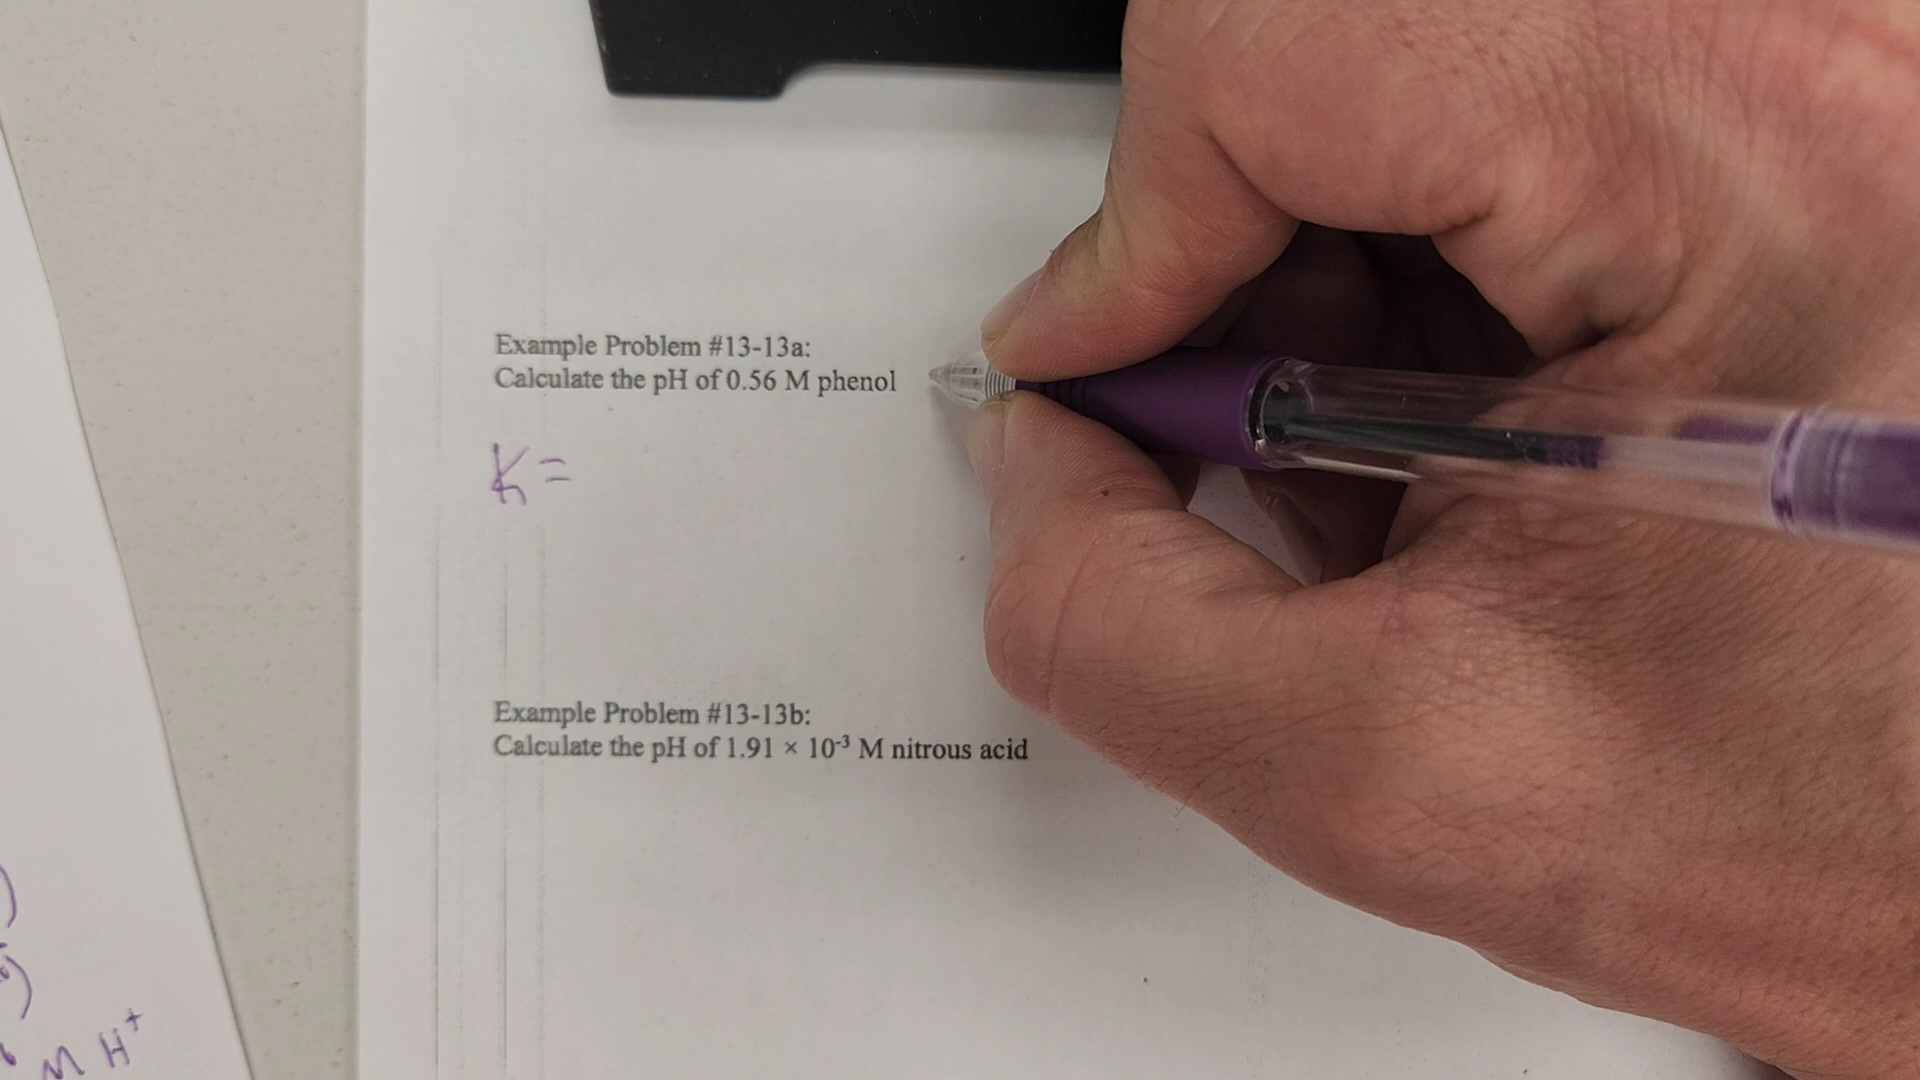 Example Problem #13-13a:
Calculate the pH of 0.56 M phenol
K =
Example Problem #13-13b:
Calculate the pH of 1.91 × 10⁻³ M nitrous acid
M H⁺